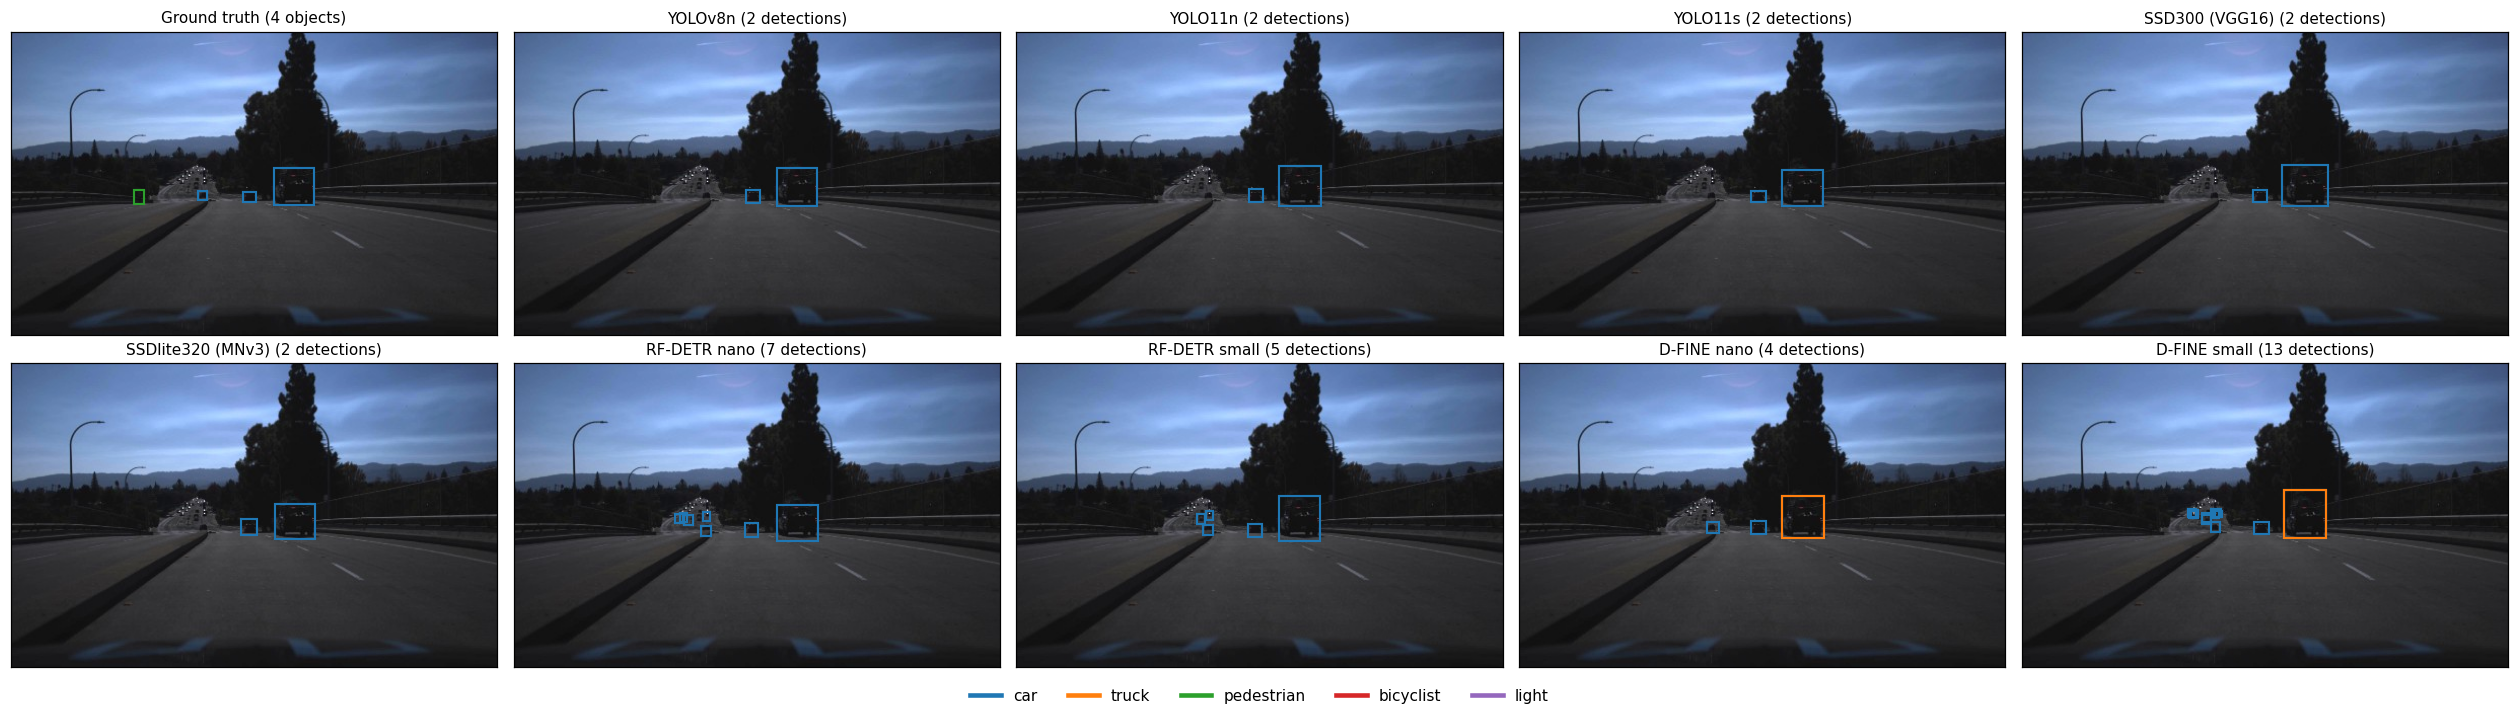 Ground truth (4 objects)
YOLOv8n (2 detections)
YOLO11n (2 detections)
YOLO11s (2 detections)
SSD300 (VGG16) (2 detections)
SSDlite320 (MNv3) (2 detections)
RF-DETR nano (7 detections)
RF-DETR small (5 detections)
D-FINE nano (4 detections)
D-FINE small (13 detections)
car
truck
pedestrian
bicyclist
light